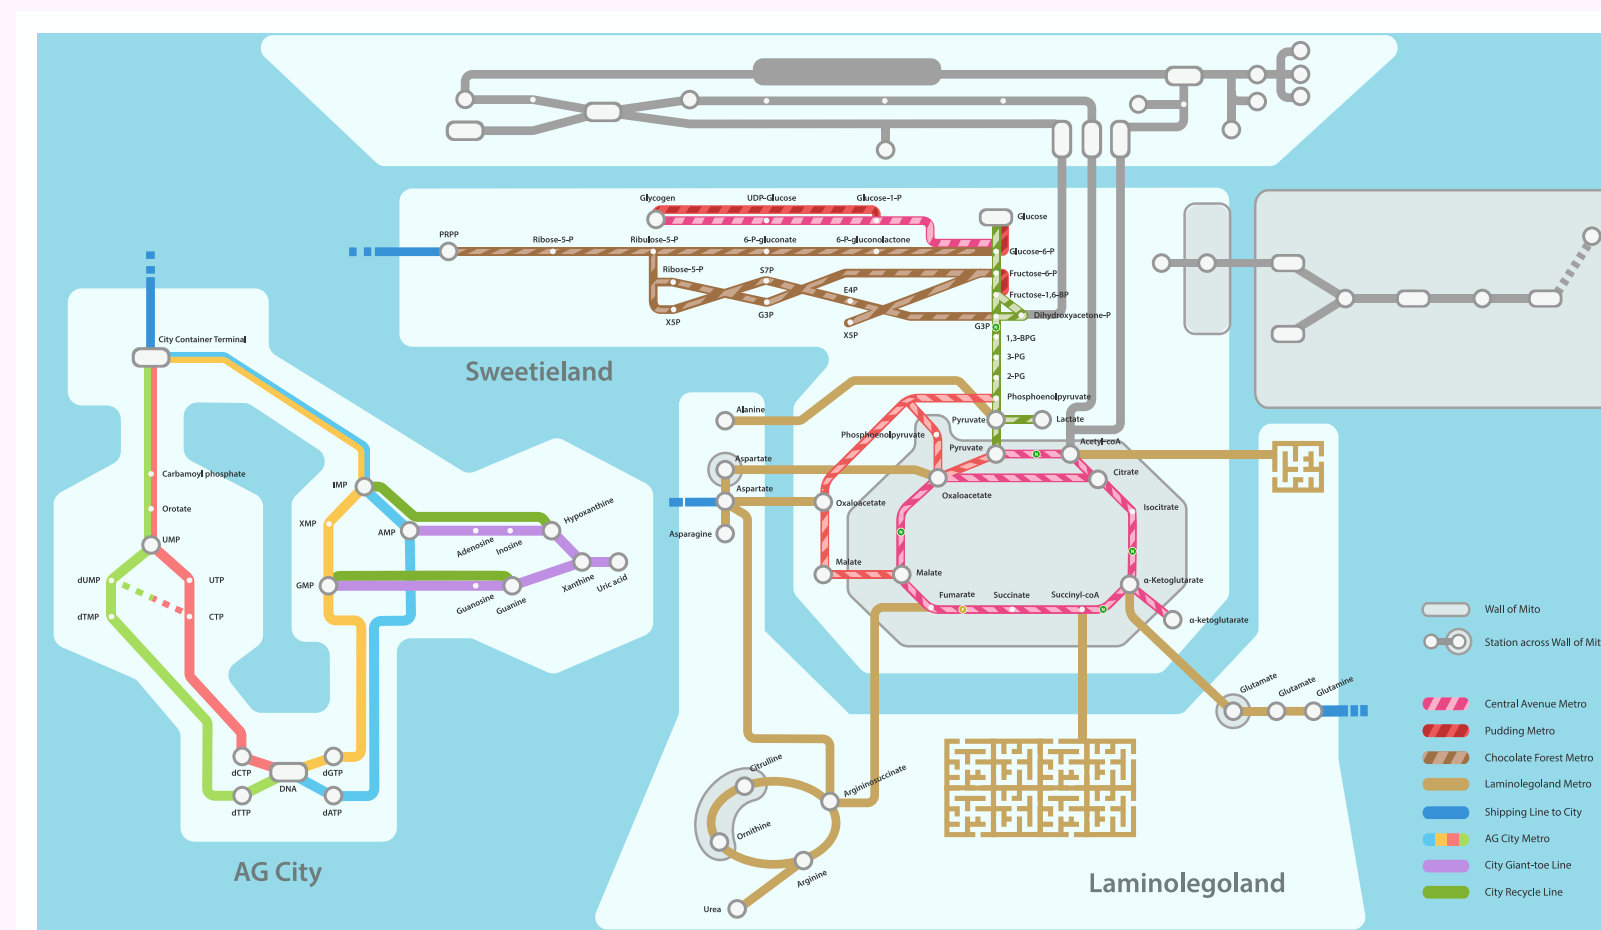 Glycogen
UDP-Glucose
Glucose-1-P
Glucose
PRPP
Ribose-5-P
Ribulose-5-P
6-P-gluconate
6-P-gluconolactone
Glucose-6-P
Ribose-5-P
S7P
Fructose-6-P
E4P
Fructose-1,6-BP
X5P
G3P
Dihydroxyacetone-P
G3P
X5P
1,3-BPG
City Container Terminal
3-PG
Sweetieland
2-PG
Phosphoenolpyruvate
Alanine
Pyruvate
Lactate
Phosphoenolpyruvate
Acetyl-coA
Pyruvate
Aspartate
Citrate
Carbamoyl phosphate
IMP
Aspartate
Oxaloacetate
Oxaloacetate
Isocitrate
Orotate
XMP
Hypoxanthine
AMP
Asparagine
UMP
Adenosine
Inosine
Malate
Malate
α-Ketoglutarate
dUMP
UTP
GMP
Xanthine
Uric acid
Guanosine
Guanine
Fumarate
Succinate
Succinyl-coA
dTMP
CTP
α-ketoglutarate
Wall of Mito
Station across Wall of Mit
Glutamate
Glutamate
Glutamine
Central Avenue Metro
Pudding Metro
Chocolate Forest Metro
Laminolegoland Metro
Shipping Line to City
AG City Metro
City Giant-toe Line
City Recycle Line
dCTP
dGTP
DNA
dTTP
dATP
Citrulline
Argininosuccinate
Ornithine
AG City
Arginine
Laminolegoland
Urea